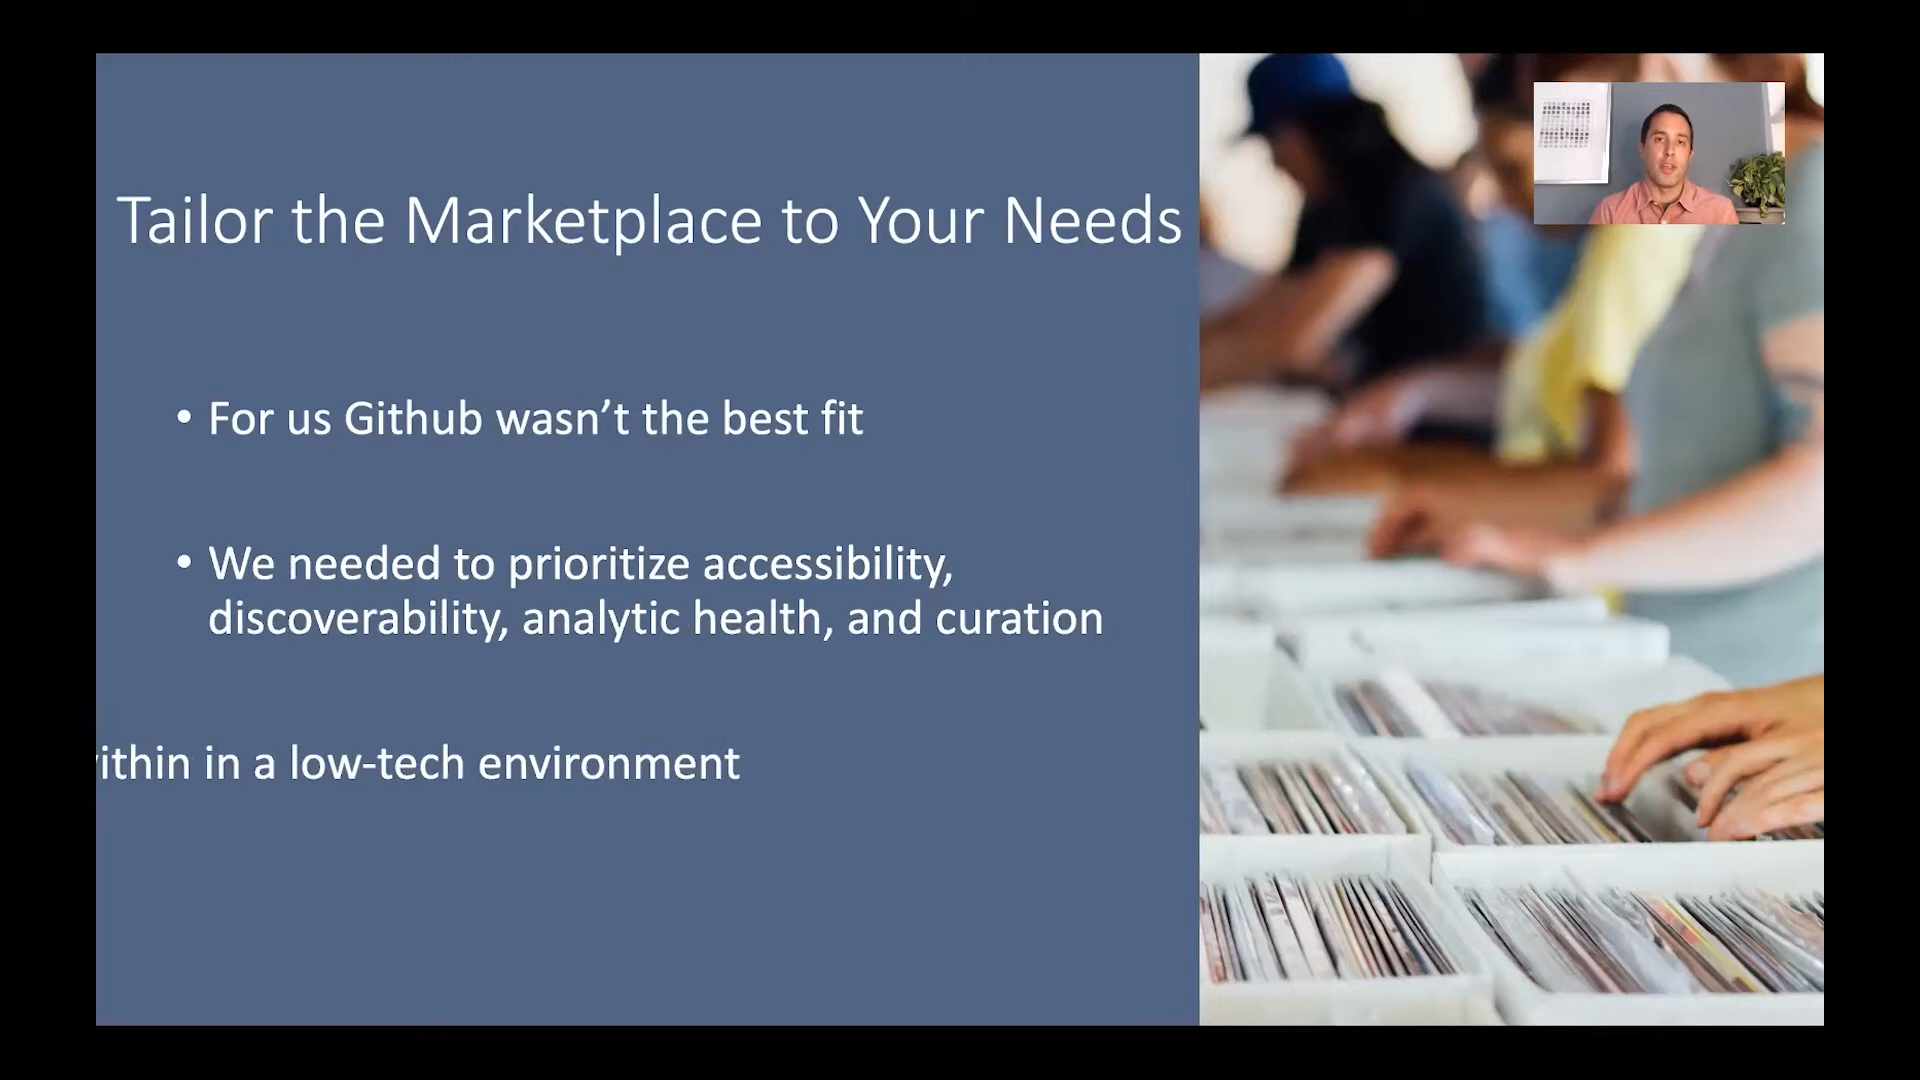 Tailor the Marketplace to Your Needs
• For us Github wasn’t the best fit
• We needed to prioritize accessibility,
discoverability, analytic health, and curation
in a low-tech environment